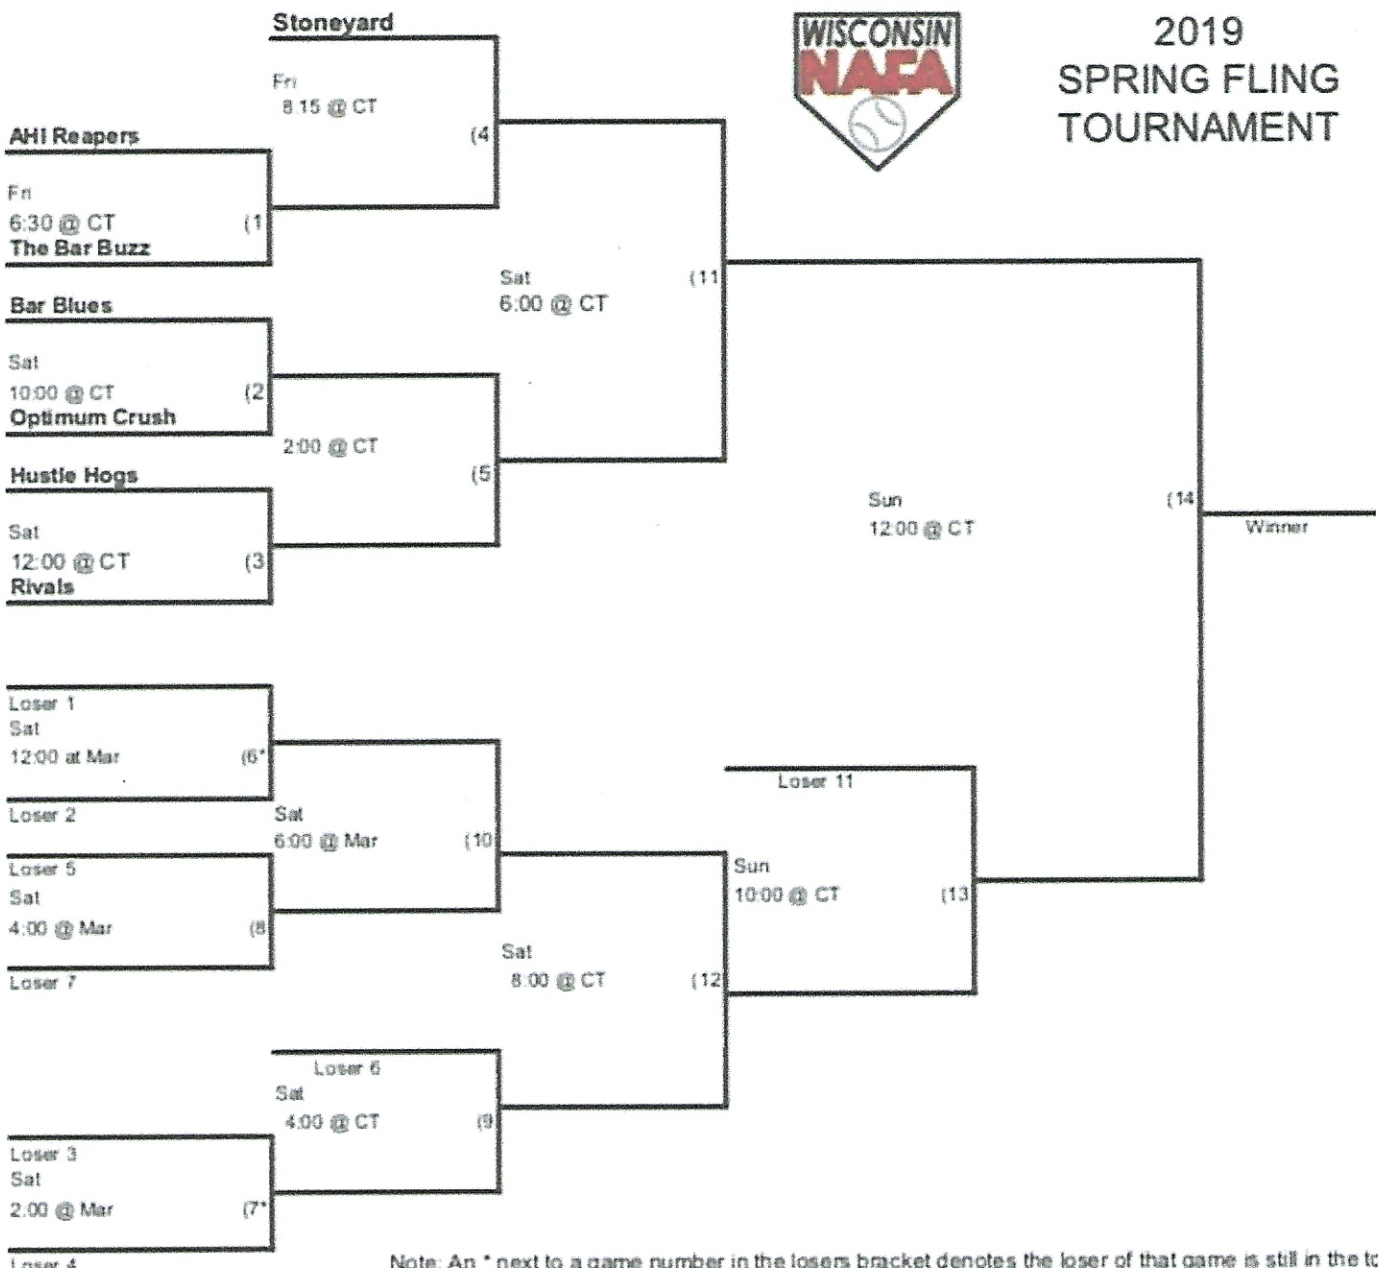 Stoneyard
WISCONSIN
NAFA
2019
SPRING FLING
TOURNAMENT
Fri
8:15 @ CT
(4
AHI Reapers
Fri
6:30 @ CT (1
The Bar Buzz
Bar Blues
Sat
10:00 @ CT (2
Optimum Crush
2:00 @ CT
(5
Hustle Hogs
Sat
12:00 @ CT (3
Rivals
Sat
6:00 @ CT
(11
Sun
12:00 @ CT
(14
Winner
Loser 1
Sat
12:00 at Mar (6*
Loser 2
Sat
6:00 @ Mar (10
Loser 5
Sat
4:00 @ Mar (8
Loser 7
Loser 11
Sun
10:00 @ CT (13
Sat
8:00 @ CT (12
Loser 6
Sat
4:00 @ CT (9
Loser 3
Sat
2:00 @ Mar (7*
Loser 4
Note: An * next to a game number in the losers bracket denotes the loser of that game is still in the